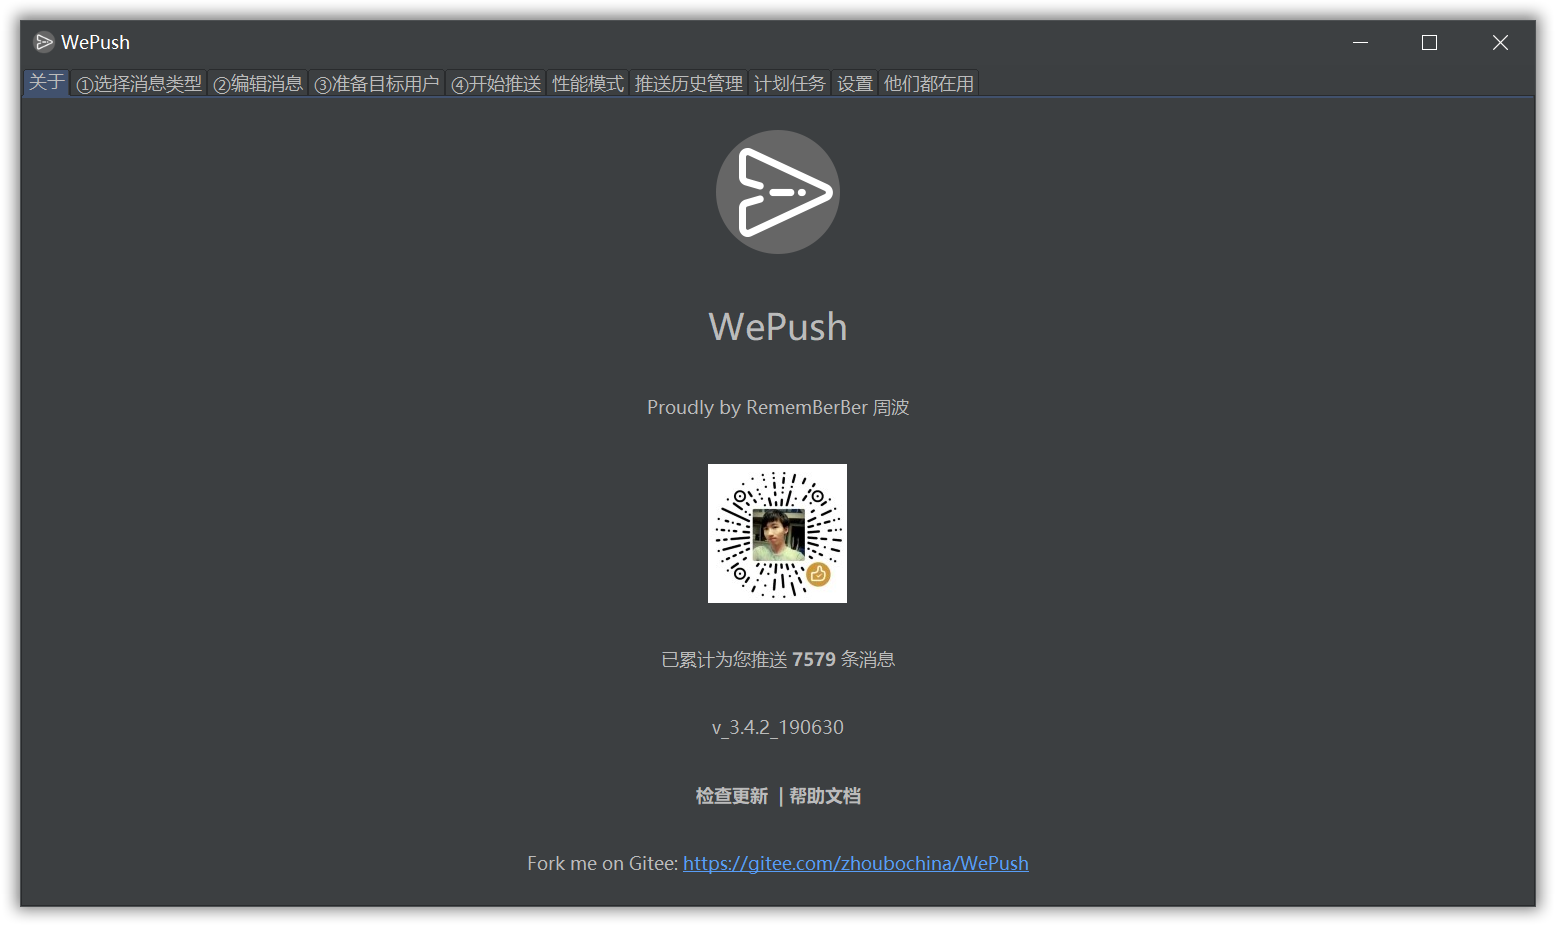 WePush
关于 ①选择消息类型 ②编辑消息 ③准备目标用户 ④开始推送 性能模式 推送历史管理 计划任务 设置 他们都在用
WePush
Proudly by RememBerBer 周波
已累计为您推送 7579 条消息
v_3.4.2_190630
检查更新 | 帮助文档
Fork me on Gitee: https://gitee.com/zhoubochina/WePush